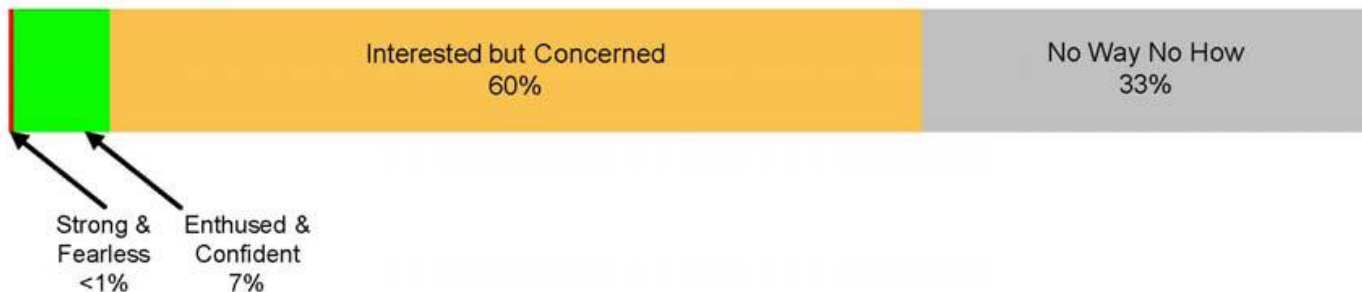 Interested but Concerned
60%
No Way No How
33%
Strong &
Fearless
<1%
Enthused &
Confident
7%